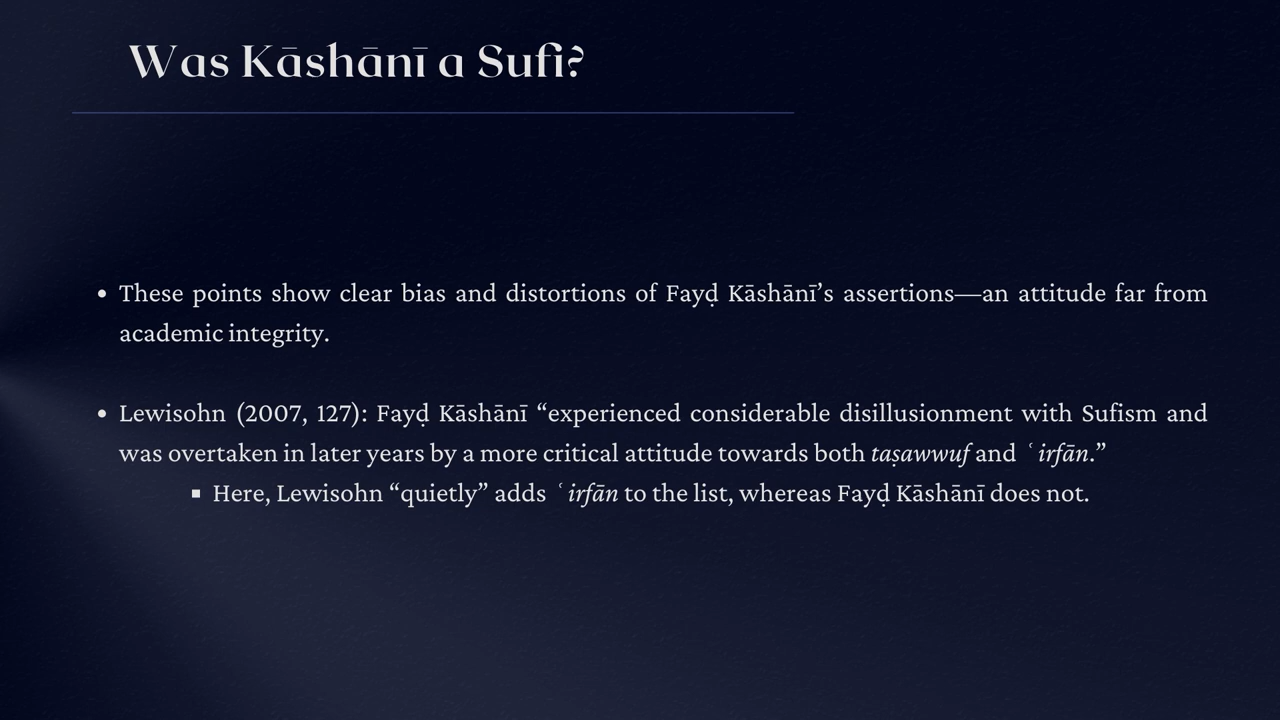 Was Kāshānī a Sufi?
• These points show clear bias and distortions of Fayḍ Kāshānī’s assertions—an attitude far from
academic integrity.
• Lewisohn (2007, 127): Fayḍ Kāshānī “experienced considerable disillusionment with Sufism and
was overtaken in later years by a more critical attitude towards both taṣawwuf and ʿirfān.”
▪ Here, Lewisohn “quietly” adds ʿirfān to the list, whereas Fayḍ Kāshānī does not.